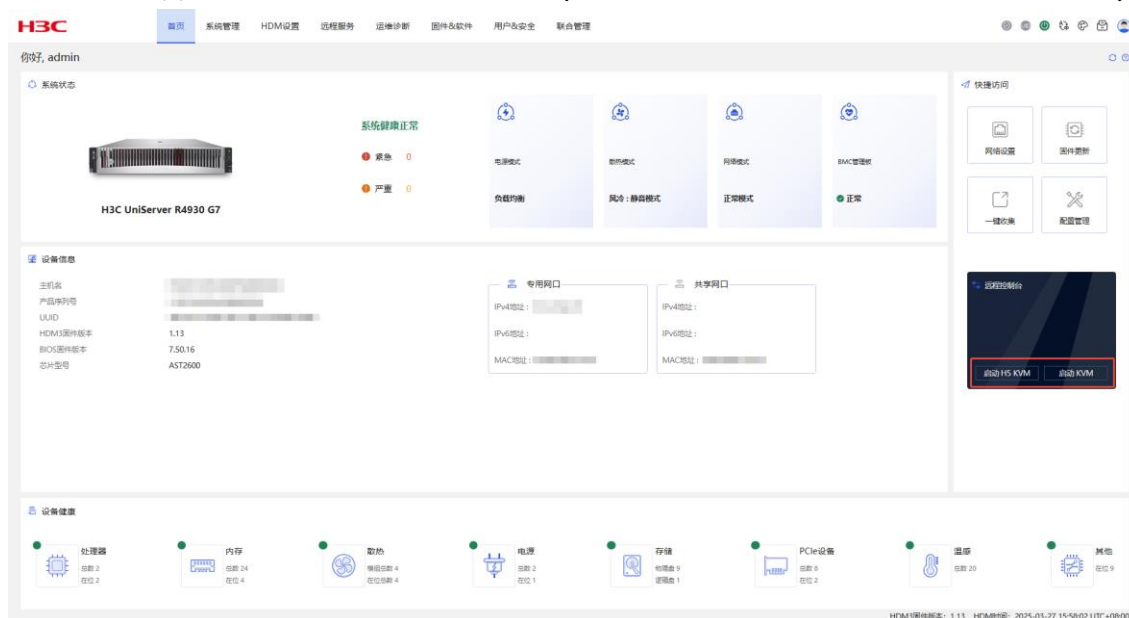 H3C 首页 系统管理 HDM设置 远程服务 运维诊断 固件&软件 用户&安全 联合管理
你好, admin
系统状态
系统健康正常
紧急 0
严重 0
H3C UniServer R4930 G7
电源模式
负载均衡
散热模式
风冷 : 静音模式
网络模式
正常模式
BMC管理板
正常
快捷访问
网络设置
固件更新
一键收集
配置管理
设备信息
主机名
产品序列号
UUID
HDM3固件版本 1.13
BIOS固件版本 7.50.16
芯片型号 AST2600
专用网口
IPv4地址 :
IPv6地址 :
MAC地址 :
共享网口
IPv4地址 :
IPv6地址 :
MAC地址 :
远程控制台
启动 H5 KVM 启动 KVM
设备健康
处理器
总数 2
在位 2
内存
总数 24
在位 4
散热
模组总数 4
在位总数 4
电源
总数 2
在位 1
存储
物理盘 9
逻辑盘 1
PCIe设备
总数 8
在位 2
温感
总数 20
其他
在位 9
HDM3固件版本: 1.13 HDM时间: 2025-03-27 15:58:02 UTC+08:00